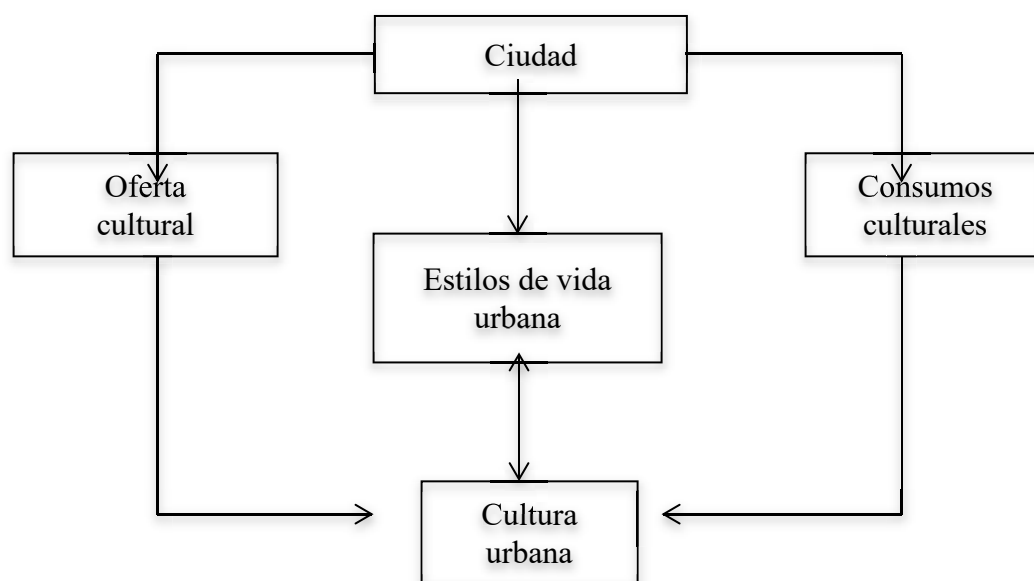 Ciudad
Oferta
cultural
Consumos
culturales
Estilos de vida
urbana
Cultura
urbana